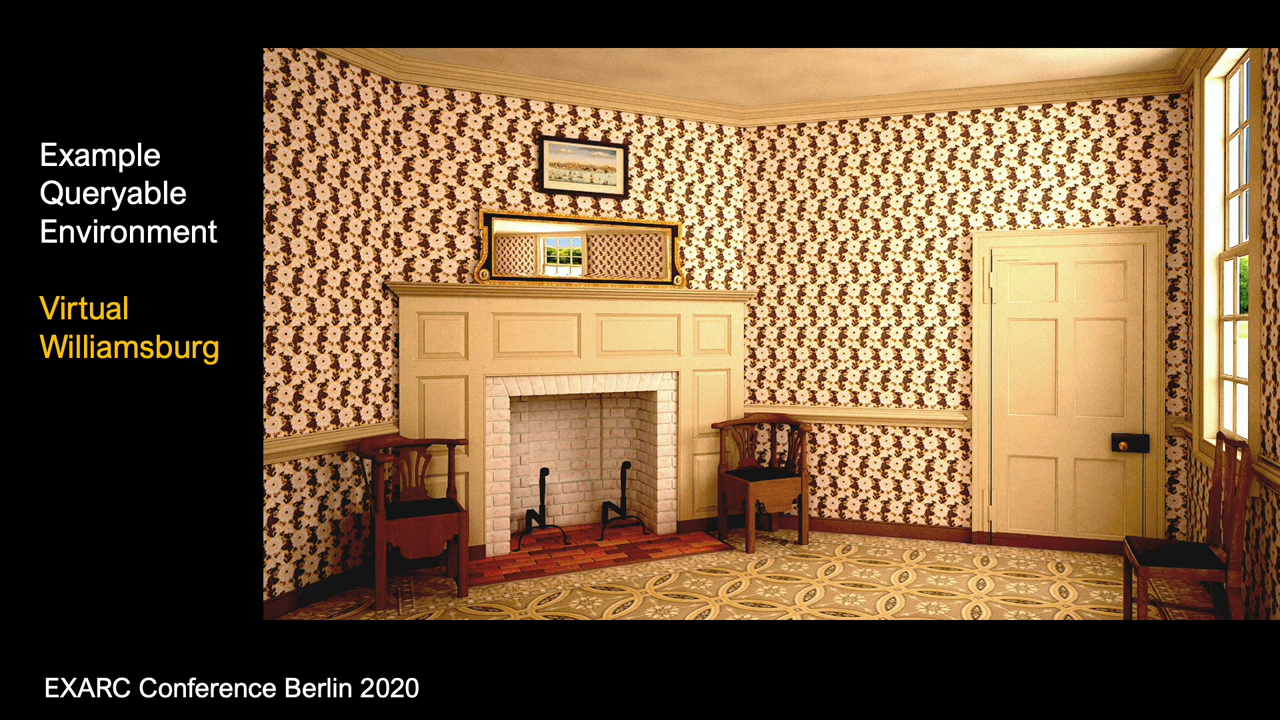 Example
Queryable
Environment
Virtual
Williamsburg
EXARC Conference Berlin 2020